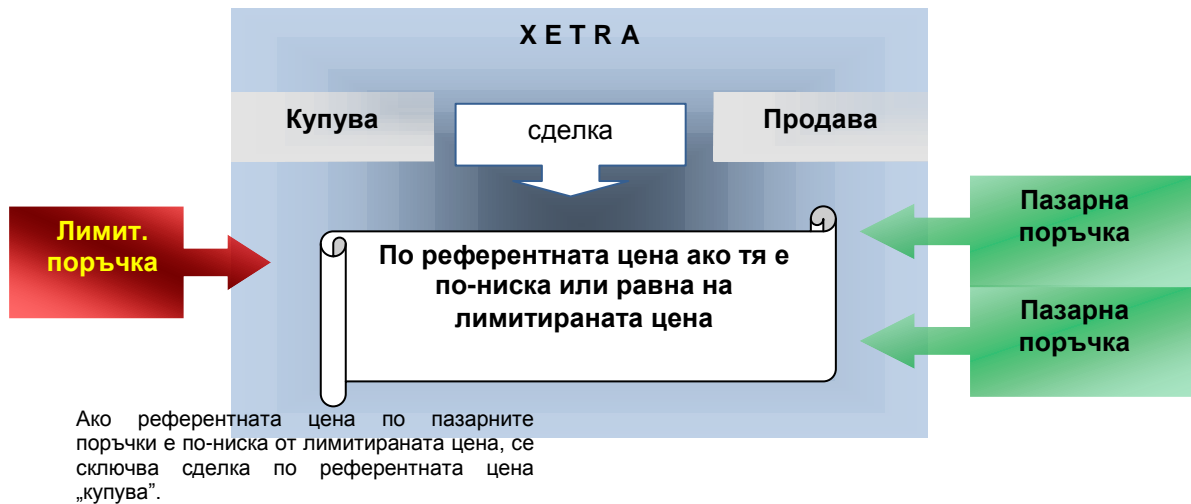 X E T R A
Купува
сделка
Продава
Лимит.
поръчка
По референтната цена ако тя е
по-ниска или равна на
лимитираната цена
Пазарна
поръчка
Пазарна
поръчка
Ако референтната цена по пазарните
поръчки е по-ниска от лимитираната цена, се
сключва сделка по референтната цена
„купува”.